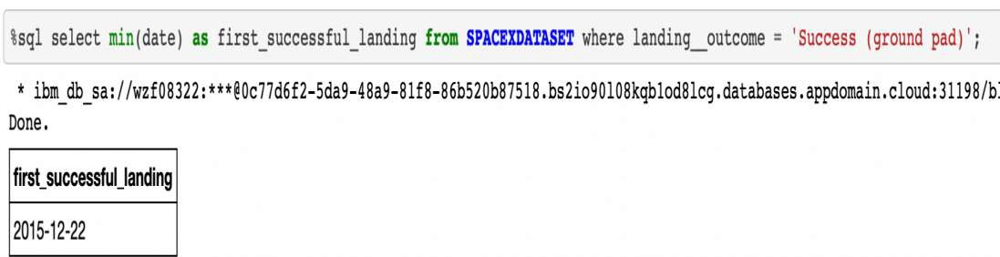 %sql select min(date) as first_successful_landing from SPACEXDATASET where landing__outcome = 'Success (ground pad)';
* ibm_db_sa://wzf08322:***@0c77d6f2-5da9-48a9-81f8-86b520b87518.bs2io90l08kqb1od8lcg.databases.appdomain.cloud:31198/bl
Done.
first_successful_landing
2015-12-22